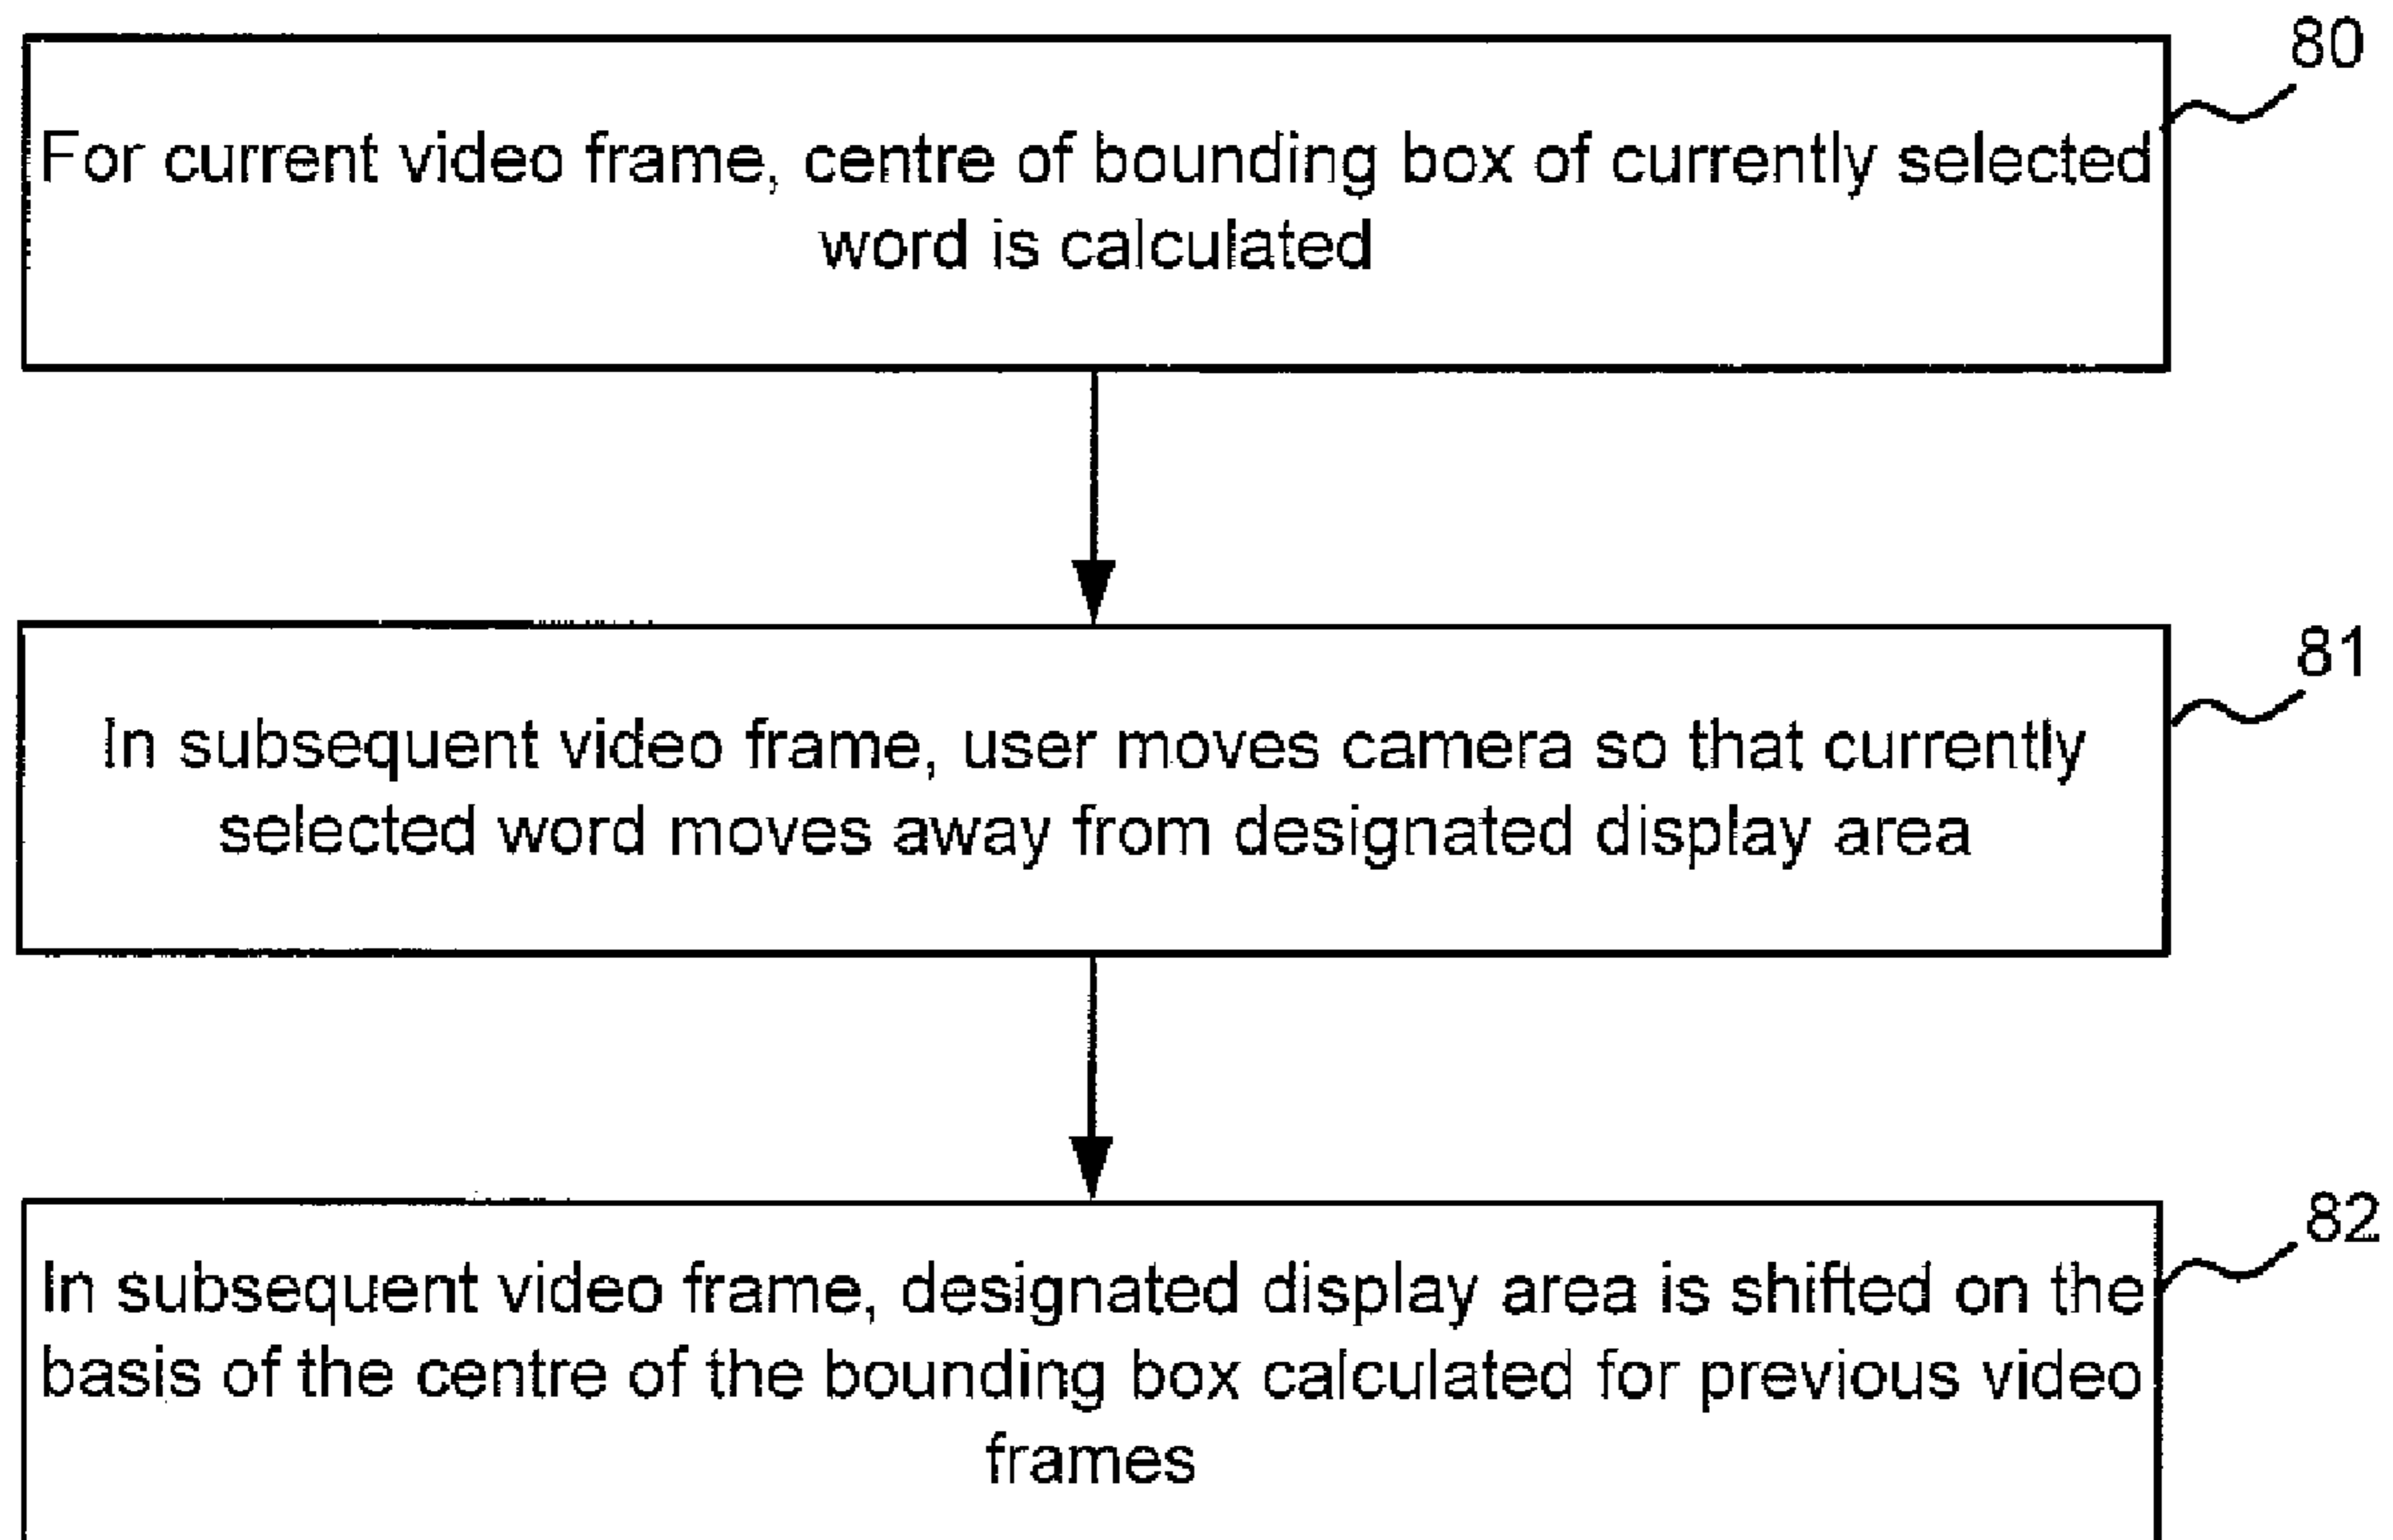 80
For current video frame, centre of bounding box of currently selected
word is calculated
81
In subsequent video frame, user moves camera so that currently
selected word moves away from designated display area
82
In subsequent video frame, designated display area is shifted on the
basis of the centre of the bounding box calculated for previous video
frames